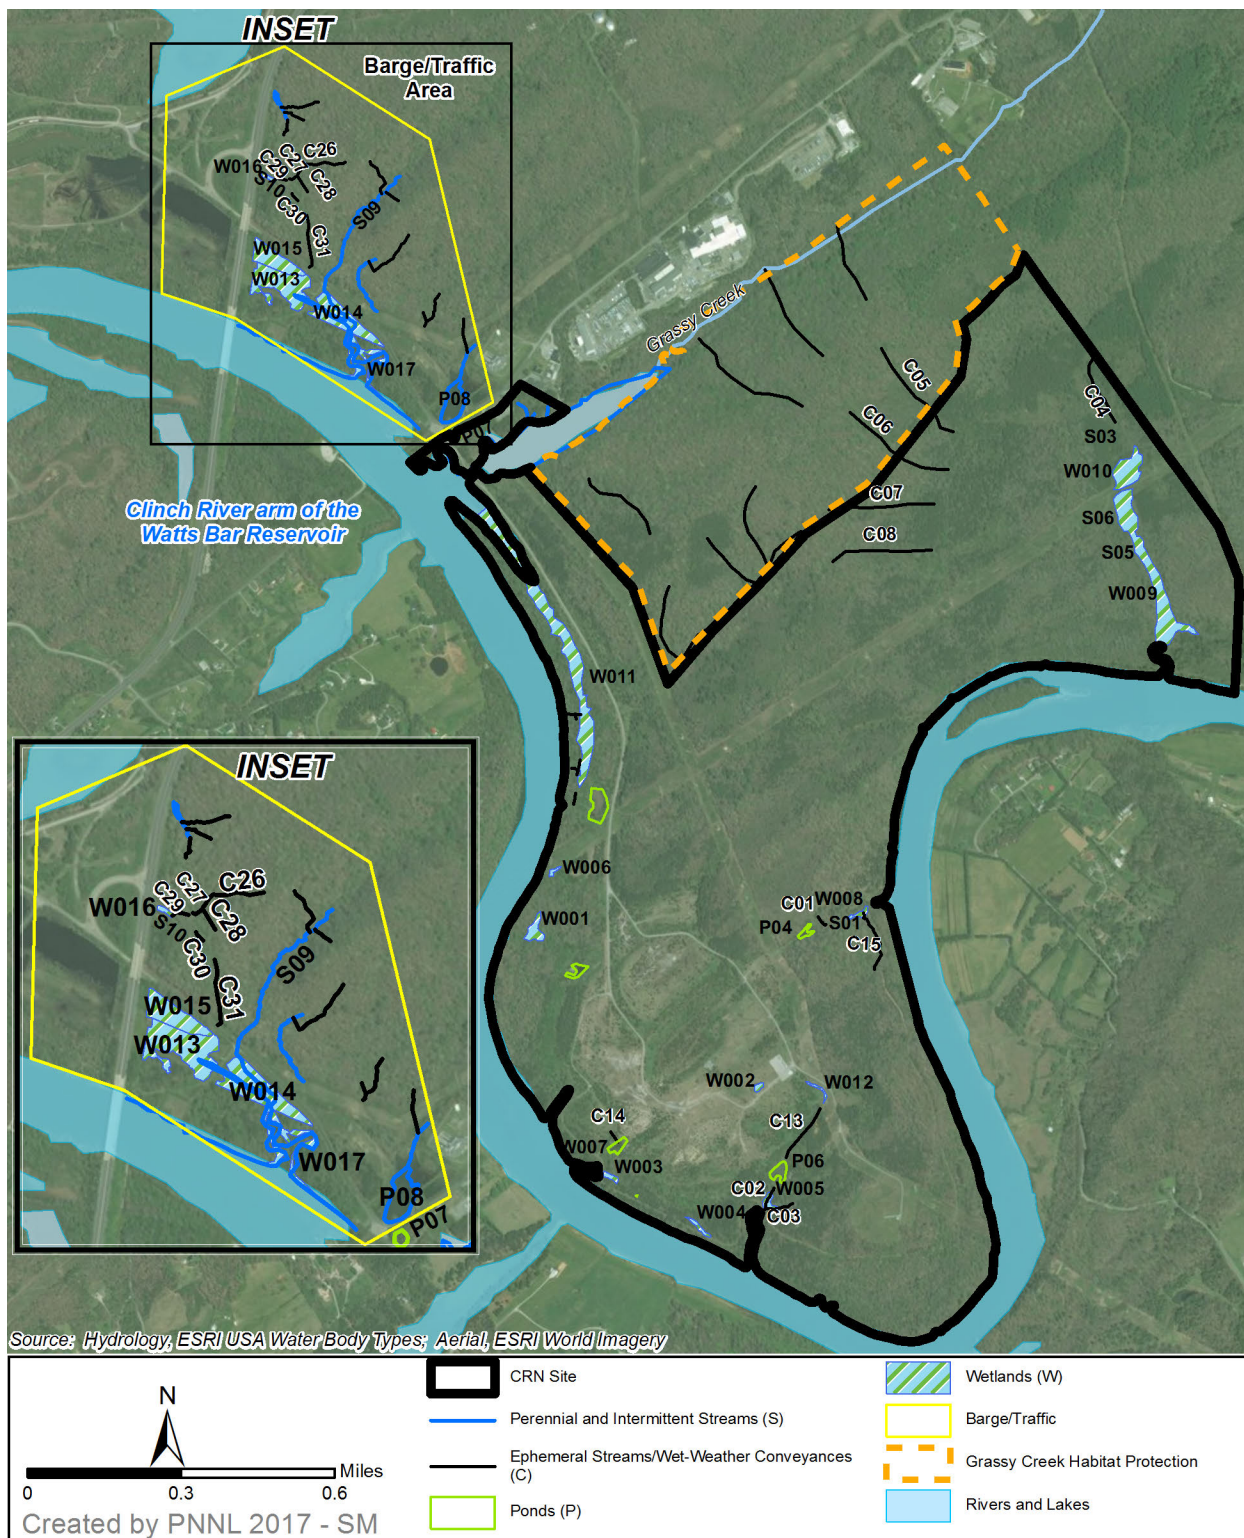 INSET
Barge/Traffic
Area
W016
C29
C27
C26
S10
C28
C30
C31
S09
W015
W013
W014
W017
P08
P07
Grassy Creek
C05
C06
C04
S03
W010
C07
S06
C08
S05
W009
Clinch River arm of the
Watts Bar Reservoir
W011
W006
W001
C01
W008
P04
S01
C15
INSET
C26
C27
C29
W016
S10
C28
C30
S09
C31
W015
W013
W014
W017
P08
P07
W002
W012
C14
C13
W007
W003
P06
C02
W005
W004
C03
Source: Hydrology, ESRI USA Water Body Types; Aerial, ESRI World Imagery
N
Miles
0 0.3 0.6
Created by PNNL 2017 - SM
CRN Site
Perennial and Intermittent Streams (S)
Ephemeral Streams/Wet-Weather Conveyances
(C)
Ponds (P)
Wetlands (W)
Barge/Traffic
Grassy Creek Habitat Protection
Rivers and Lakes